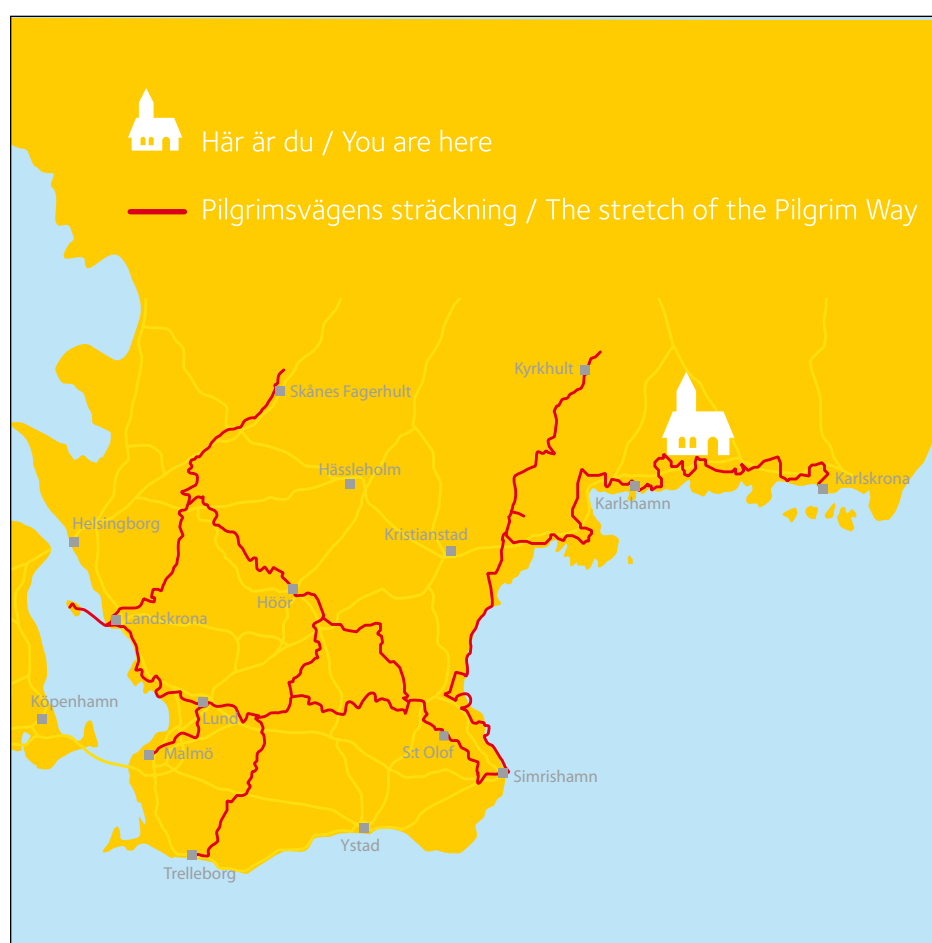 Här är du / You are here
Pilgrimsvägens sträckning / The stretch of the Pilgrim Way
Kyrkhult
Skånes Fagerhult
Hässleholm
Karlskrona
Karlshamn
Helsingborg
Kristianstad
Höör
Landskrona
Köpenhamn
Lund
Malmö
S:t Olof
Simrishamn
Ystad
Trelleborg